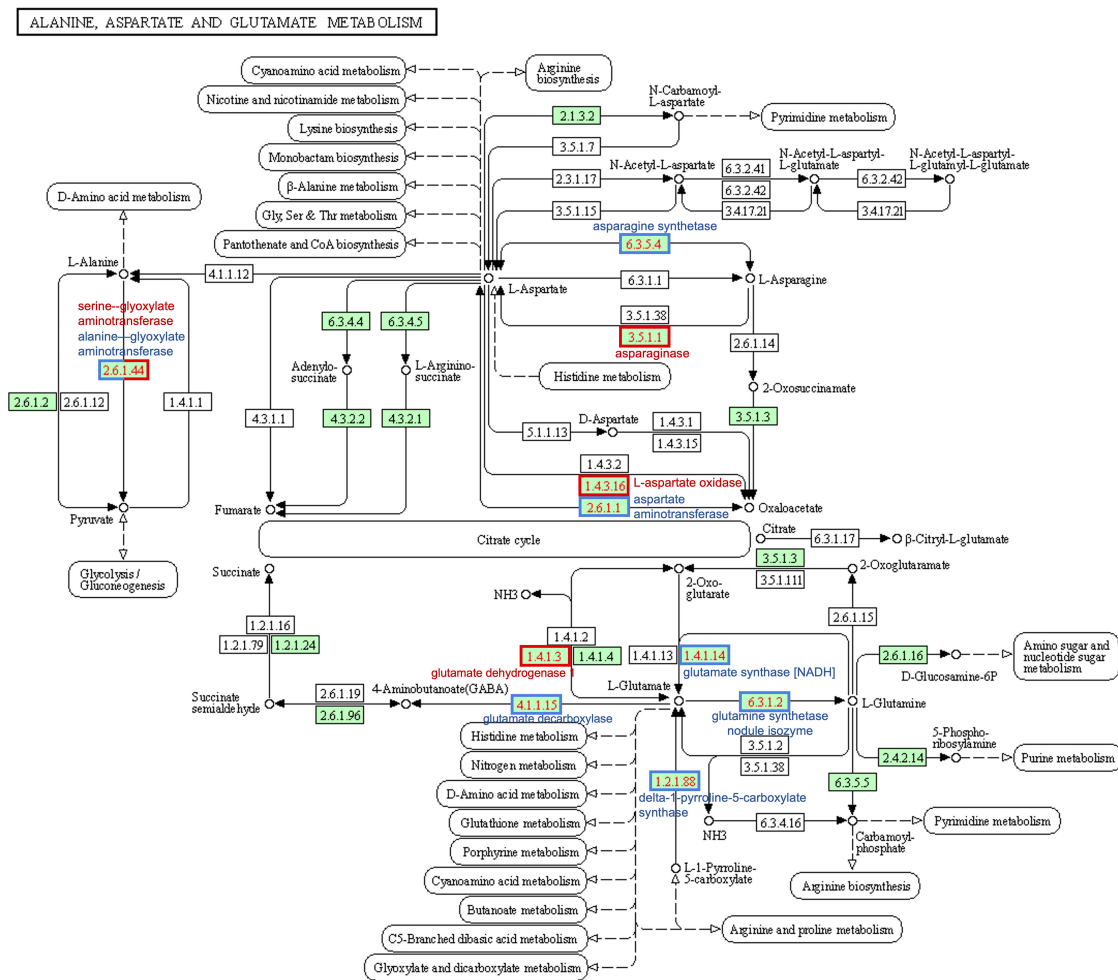 ALANINE, ASPARTATE AND GLUTAMATE METABOLISM
Cyanoamino acid metabolism
Arginine
biosynthesis
Nicotine and nicotinamide metabolism
Lysine biosynthesis
Monobactam biosynthesis
β-Alanine metabolism
Gly, Ser & Thr metabolism
Pantothenate and CoA biosynthesis
N-Carbamoyl
L-aspartate
2.1.3.2
Pyrimidine metabolism
3.5.1.7
N-Acetyl-L-aspartate
6.3.2.41
N-Acetyl-L-aspartyl-
L-glutamate
N-Acetyl-L-aspartyl-
L-glutamyl-L-glutamate
2.3.1.17
6.3.2.42
6.3.2.42
3.5.1.15
3.4.17.21
3.4.17.21
D-Amino acid metabolism
asparagine synthetase
6.3.5.4
L-Alanine
4.1.1.12
L-Aspartate
6.3.1.1
L-Asparagine
serine--glyoxylate
aminotransferase
alanine--glyoxylate
aminotransferase
2.6.1.44
6.3.4.4
6.3.4.5
3.5.1.38
3.5.1.1
asparaginase
2.6.1.14
Adenylo-
succinate
L-Arginino-
succinate
Histidine metabolism
2-Oxosuccinamate
2.6.1.2
2.6.1.12
1.4.1.1
4.3.1.1
4.3.2.2
4.3.2.1
D-Aspartate
5.1.1.13
1.4.3.1
1.4.3.15
3.5.1.3
1.4.3.2
1.4.3.16
L-aspartate oxidase
2.6.1.1
aspartate
aminotransferase
Pyruvate
Fumarate
Oxaloacetate
Citrate cycle
Citrate
6.3.1.17
β-Citryl-L-glutamate
Glycolysis /
Gluconeogenesis
Succinate
NH3
2-Oxo-
glutarate
3.5.1.3
3.5.1.111
2-Oxoglutaramate
1.2.1.16
1.2.1.79
1.2.1.24
1.4.1.2
1.4.1.3
1.4.1.4
glutamate dehydrogenase 1
1.4.1.13
1.4.1.14
glutamate synthase [NADH]
2.6.1.15
2.6.1.16
D-Glucosamine-6P
Amino sugar and
nucleotide sugar
metabolism
Succinate
semialdehyde
2.6.1.19
2.6.1.96
4-Aminobutanoate(GABA)
4.1.1.15
glutamate decarboxylase
L-Glutamate
6.3.1.2
glutamine synthetase
nodule isozyme
L-Glutamine
Histidine metabolism
Nitrogen metabolism
D-Amino acid metabolism
Glutathione metabolism
Porphyrine metabolism
Cyanoamino acid metabolism
Butanoate metabolism
C5-Branched dibasic acid metabolism
Glyoxylate and dicarboxylate metabolism
3.5.1.2
3.5.1.38
1.2.1.88
delta-1-pyrroline-5-carboxylate
synthase
5-Phospho-
ribosylamine
2.4.2.14
Purine metabolism
6.3.5.5
NH3
6.3.4.16
Carbamoyl-
phosphate
Pyrimidine metabolism
L-1-Pyrroline-
5-carboxylate
Arginine biosynthesis
Arginine and proline metabolism